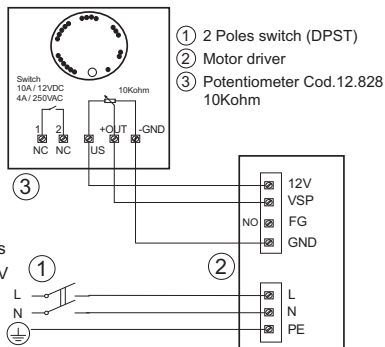 1 2 Poles switch (DPST)
2 Motor driver
3 Potentiometer Cod.12.828
10Kohm
Switch
10A / 12VDC
4A / 250VAC
10Kohm
1 2 +OUT -GND
NC NC US
3
12V
VSP
NO FG
GND
s
V 1
2
L L
N N
PE